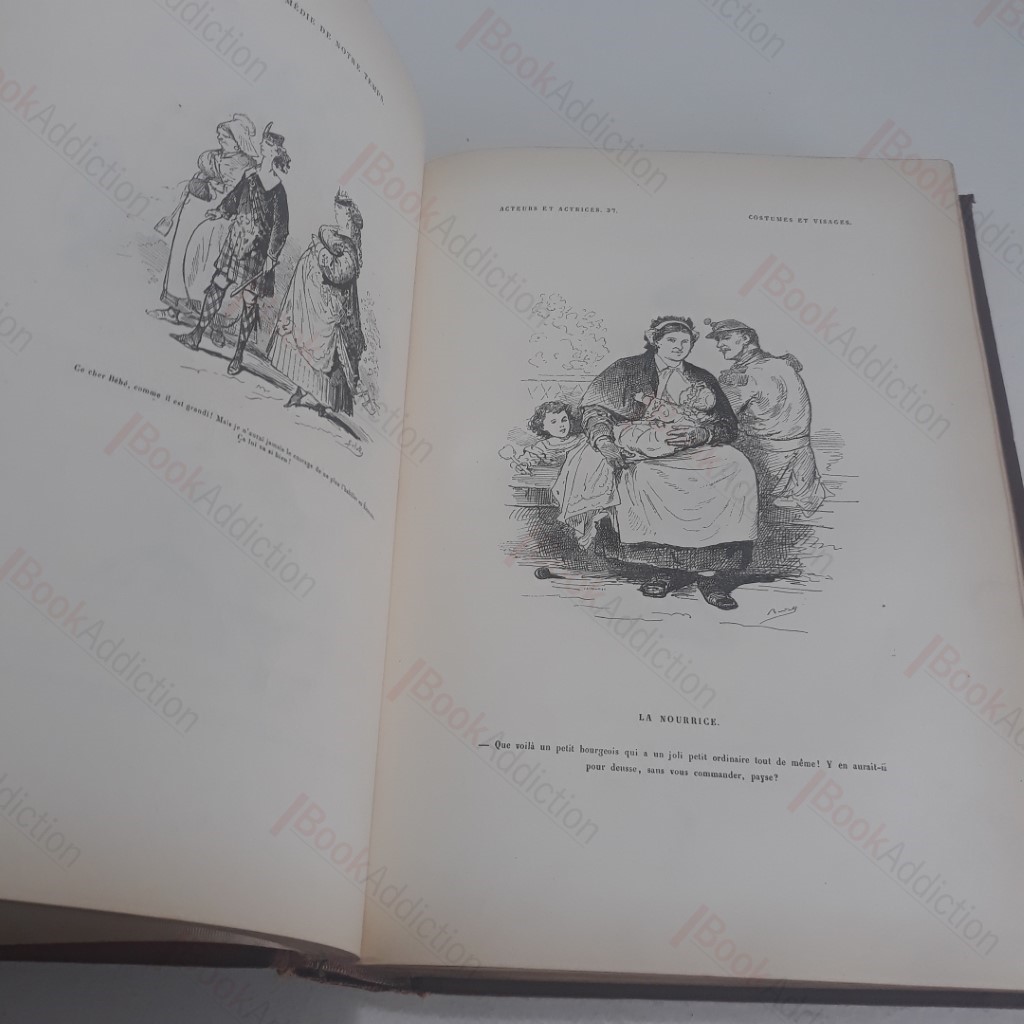 MÉDIE DE NOTRE TEMPS
Ce cher Bébé, comme il est grandi! Mais je n'aurai jamais le courage de ne plus l'habiller en
Ça lui va si bien!
ACTEURS ET ACTRICES. 37.
COSTUMES ET VISAGES.
LA NOURRICE.
— Que voilà un petit bourgeois qui a un joli petit ordinaire tout de même! Y en aurait-ü
pour deusse, sans vous commander, payse?
BookAddiction